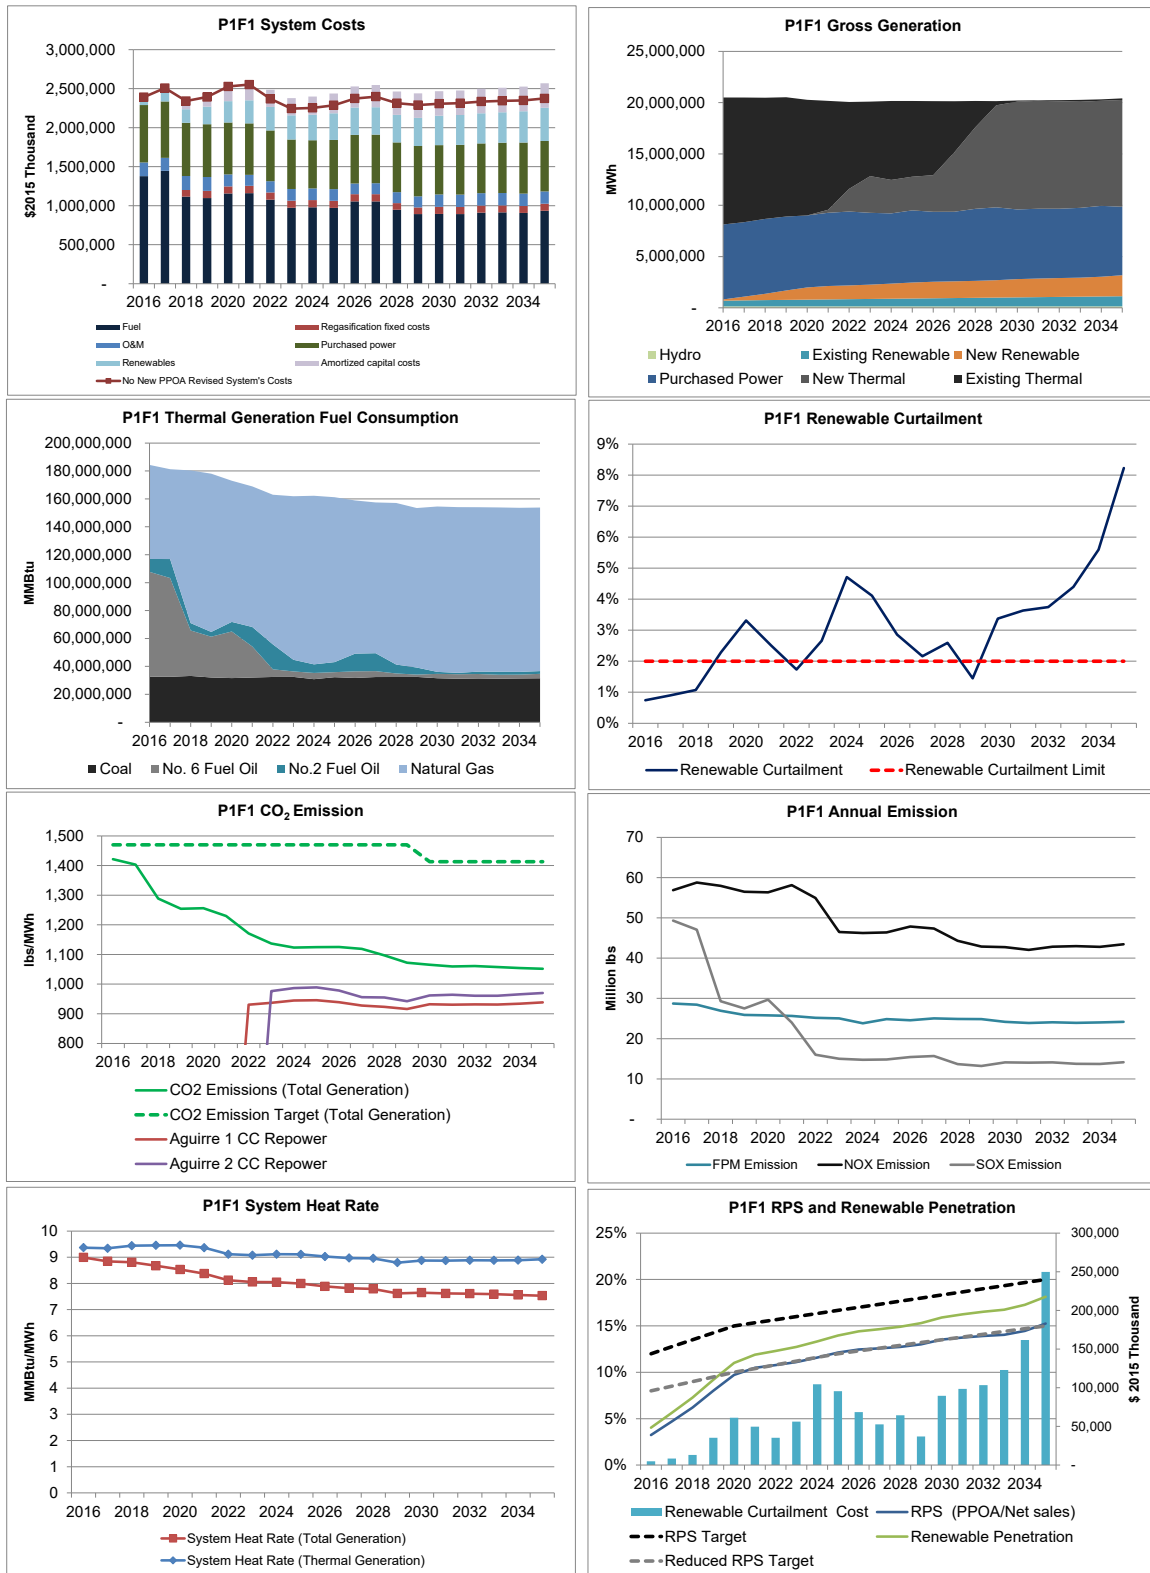 P1F1 System Costs
3,000,000
2,500,000
2,000,000
1,500,000
1,000,000
500,000
-
$2015 Thousand
2016 2018 2020 2022 2024 2026 2028 2030 2032 2034
Fuel
Regasification fixed costs
O&M
Purchased power
Renewables
Amortized capital costs
No New PPOA Revised System's Costs
P1F1 Gross Generation
25,000,000
20,000,000
15,000,000
10,000,000
5,000,000
-
MWh
2016 2018 2020 2022 2024 2026 2028 2030 2032 2034
Hydro
Existing Renewable
New Renewable
Purchased Power
New Thermal
Existing Thermal
P1F1 Thermal Generation Fuel Consumption
200,000,000
180,000,000
160,000,000
140,000,000
120,000,000
100,000,000
80,000,000
60,000,000
40,000,000
20,000,000
-
MMBtu
2016 2018 2020 2022 2024 2026 2028 2030 2032 2034
Coal
No. 6 Fuel Oil
No.2 Fuel Oil
Natural Gas
P1F1 Renewable Curtailment
9%
8%
7%
6%
5%
4%
3%
2%
1%
0%
2016 2018 2020 2022 2024 2026 2028 2030 2032 2034
Renewable Curtailment
Renewable Curtailment Limit
P1F1 CO2 Emission
1,500
1,400
1,300
1,200
1,100
1,000
900
800
lbs/MWh
2016 2018 2020 2022 2024 2026 2028 2030 2032 2034
CO2 Emissions (Total Generation)
CO2 Emission Target (Total Generation)
Aguirre 1 CC Repower
Aguirre 2 CC Repower
P1F1 Annual Emission
70
60
50
40
30
20
10
-
Million lbs
2016 2018 2020 2022 2024 2026 2028 2030 2032 2034
FPM Emission
NOX Emission
SOX Emission
P1F1 System Heat Rate
10
9
8
7
6
5
4
3
2
1
0
MMBtu/MWh
2016 2018 2020 2022 2024 2026 2028 2030 2032 2034
System Heat Rate (Total Generation)
System Heat Rate (Thermal Generation)
P1F1 RPS and Renewable Penetration
25%
20%
15%
10%
5%
0%
300,000
250,000
200,000
150,000
100,000
50,000
-
$ 2015 Thousand
2016 2018 2020 2022 2024 2026 2028 2030 2032 2034
Renewable Curtailment Cost
RPS (PPOA/Net sales)
RPS Target
Renewable Penetration
Reduced RPS Target